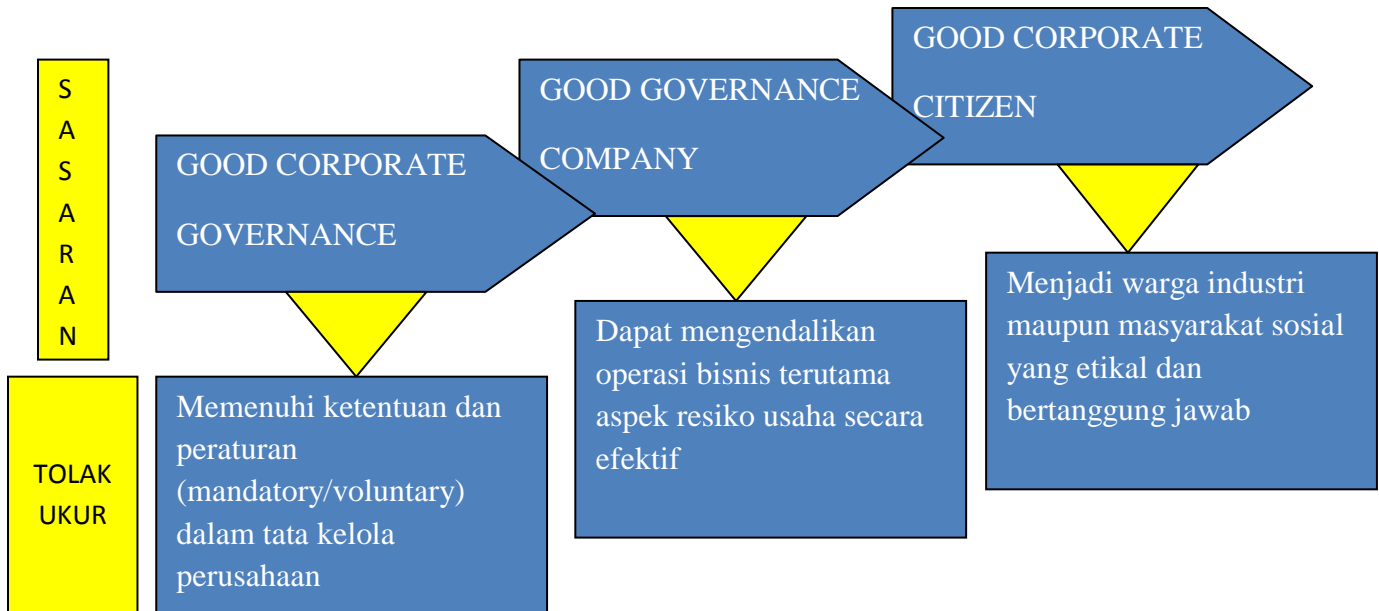 SASARAN
GOOD CORPORATE
GOVERNANCE
GOOD GOVERNANCE
COMPANY
GOOD CORPORATE
CITIZEN
TOLAK
UKUR
Memenuhi ketentuan dan
peraturan
(mandatory/voluntary)
dalam tata kelola
perusahaan
Dapat mengendalikan
operasi bisnis terutama
aspek resiko usaha secara
efektif
Menjadi warga industri
maupun masyarakat sosial
yang etikal dan
bertanggung jawab